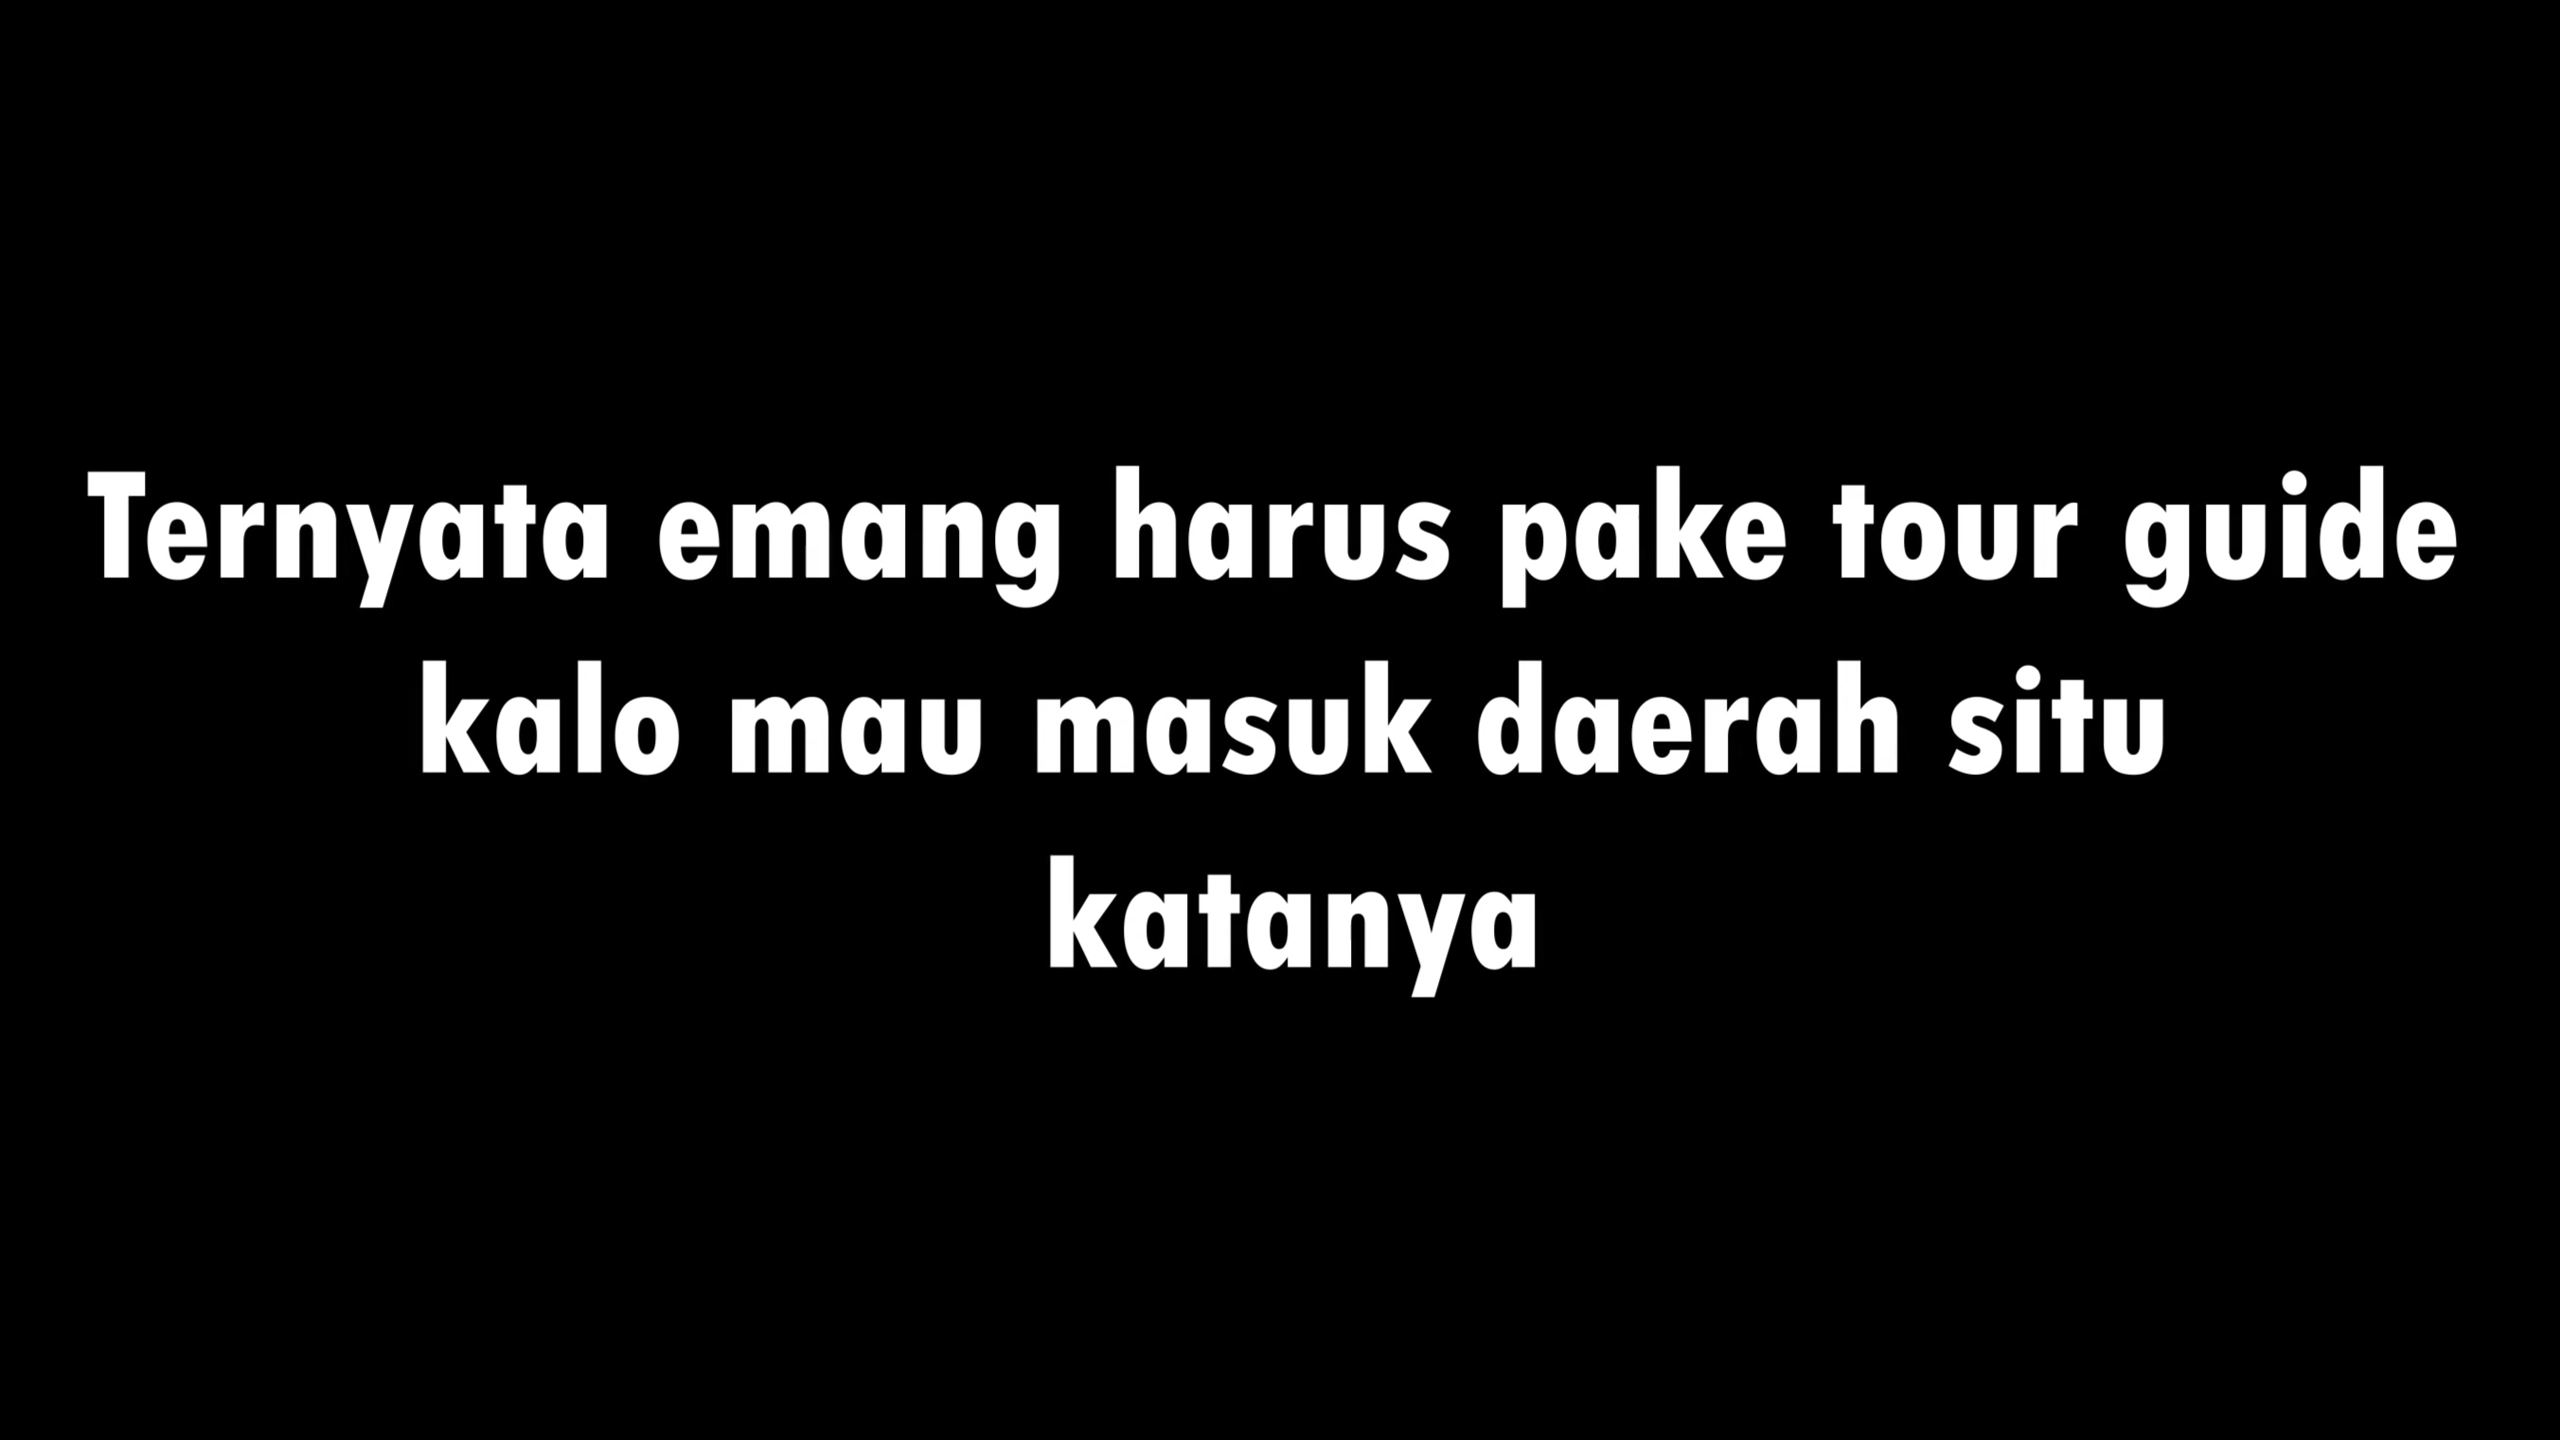 Ternyata emang harus pake tour guide
kalo mau masuk daerah situ
katanya